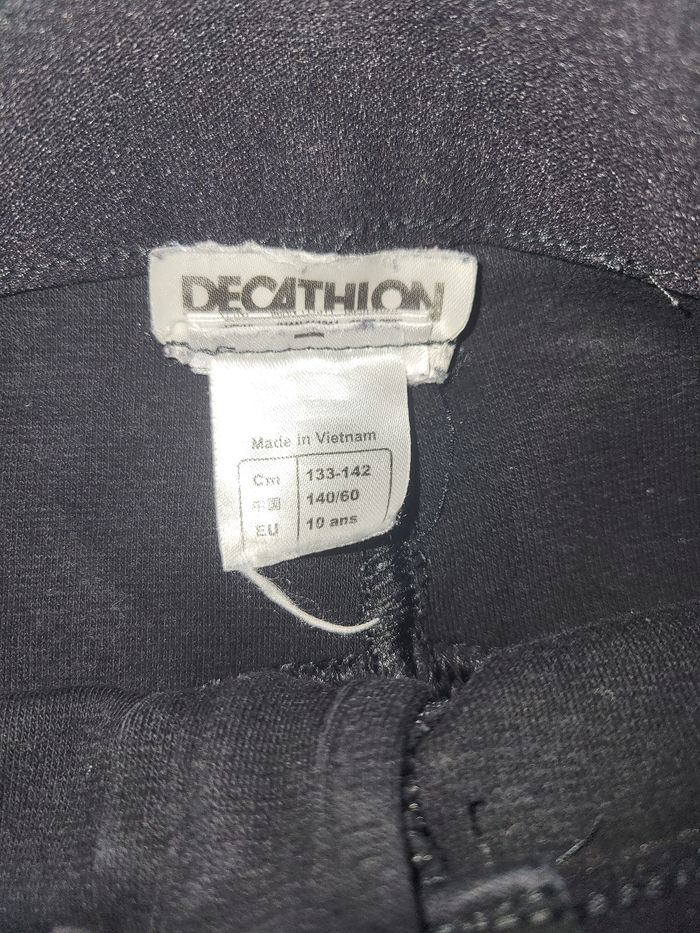 DECATHLON
Made in Vietnam
Cm 133-142
中国 140/60
EU 10 ans